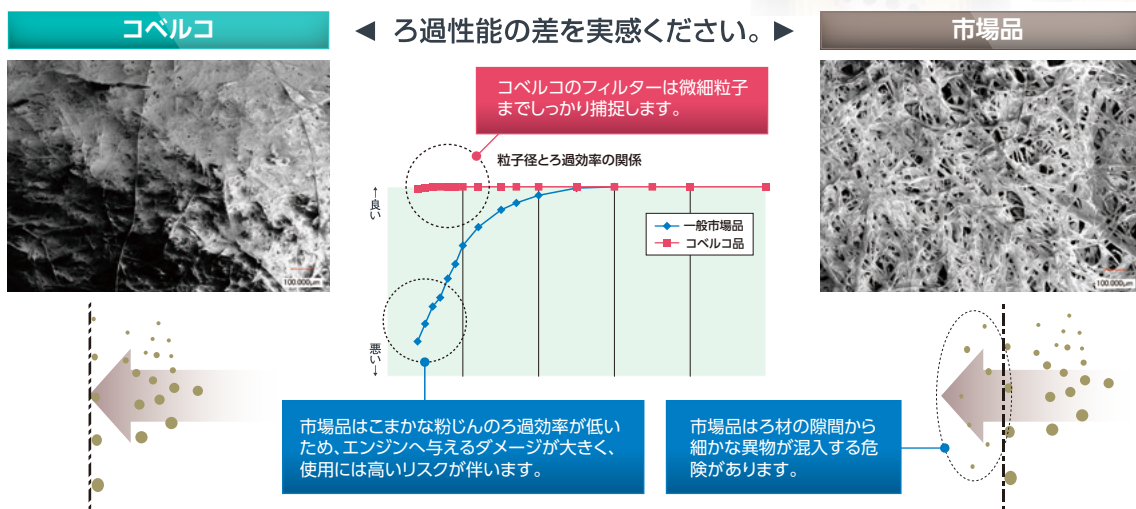 コベルコ
◀ ろ過性能の差を実感ください。 ▶
市場品
コベルコのフィルターは微細粒子
までしっかり捕捉します。
粒子径とろ過効率の関係
↑良い
悪い↓
一般市場品
コベルコ品
100.000μm
100.000μm
市場品はこまかな粉じんのろ過効率が低い
ため、エンジンへ与えるダメージが大きく、
使用には高いリスクが伴います。
市場品はろ材の隙間から
細かな異物が混入する危
険があります。